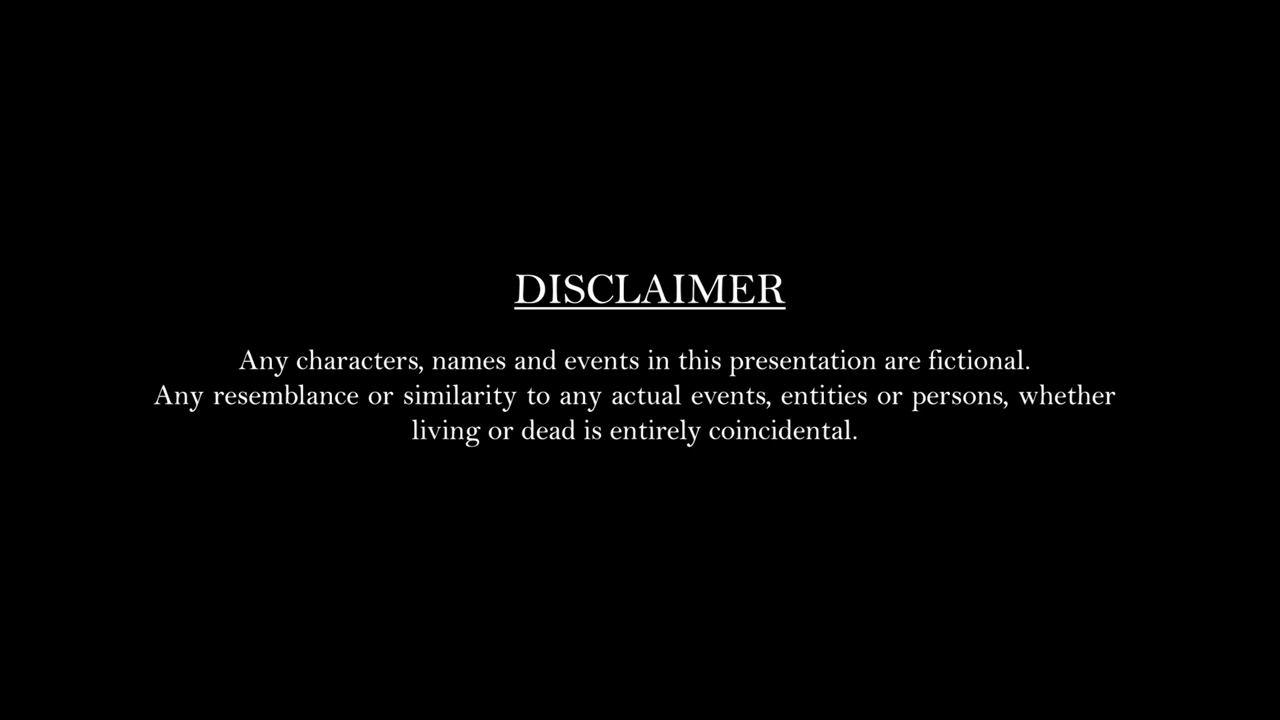 DISCLAIMER
Any characters, names and events in this presentation are fictional.
Any resemblance or similarity to any actual events, entities or persons, whether
living or dead is entirely coincidental.